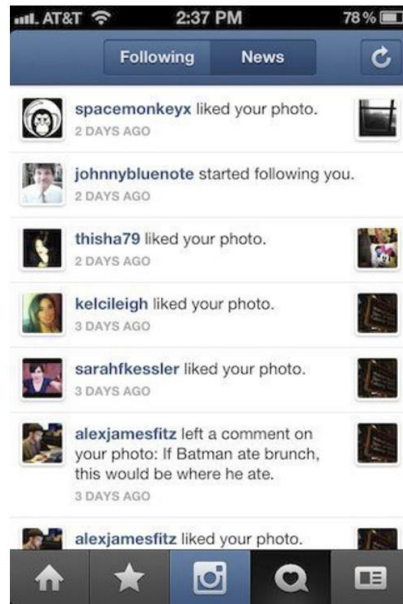 AT&T 2:37 PM 78%
Following News
spacemonkeyx liked your photo.
2 DAYS AGO
johnnybluenote started following you.
2 DAYS AGO
thisha79 liked your photo.
2 DAYS AGO
kelcileigh liked your photo.
3 DAYS AGO
sarahfkessler liked your photo.
3 DAYS AGO
alexjamesfitz left a comment on
your photo: If Batman ate brunch,
this would be where he ate.
3 DAYS AGO
alexjamesfitz liked your photo.